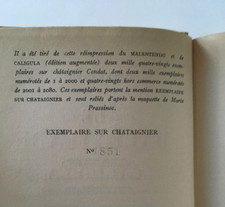 Il a été tiré de cette réimpression du MALENTENDU et de
CALIGULA (édition augmentée) deux mille quatre-vingts exem-
plaires sur châtaignier Condat, dont deux mille exemplaires
numérotés de 1 à 2000 et quatre-vingts hors commerce numérotés
de 2001 à 2080. Ces exemplaires portent la mention EXEMPLAIRE
SUR CHATAIGNIER et sont reliés d'après la maquette de Mario
Prassinos.
EXEMPLAIRE SUR CHATAIGNIER
Nº 851